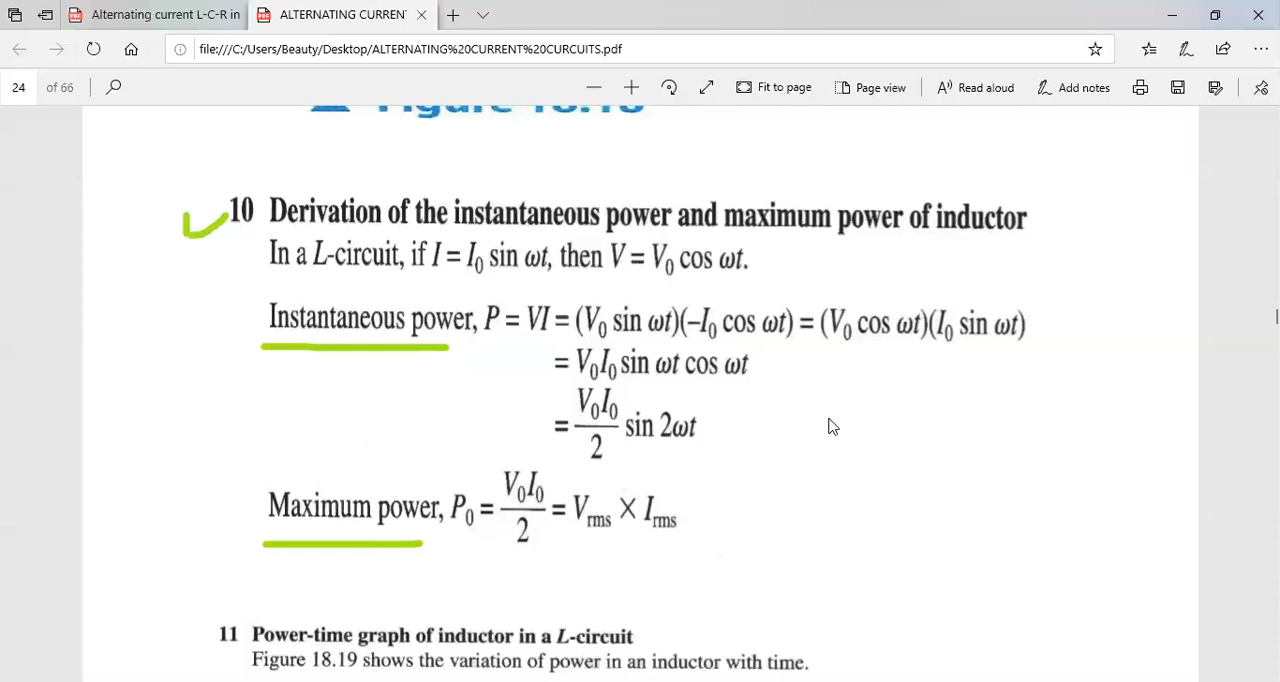 Alternating current L-C-R in
ALTERNATING CURREN
file:///C:/Users/Beauty/Desktop/ALTERNATING%20CURRENT%20CURCUITS.pdf
24 of 66
Fit to page
Page view
Read aloud
Add notes
Figure 18.18
10 Derivation of the instantaneous power and maximum power of inductor
In a L-circuit, if I = I₀ sin ωt, then V = V₀ cos ωt.
Instantaneous power, P = VI = (V₀ sin ωt)(–I₀ cos ωt) = (V₀ cos ωt)(I₀ sin ωt)
= V₀I₀ sin ωt cos ωt
= V₀I₀/2 sin 2ωt
Maximum power, P₀ = V₀I₀/2 = Vrms × Irms
11 Power-time graph of inductor in a L-circuit
Figure 18.19 shows the variation of power in an inductor with time.